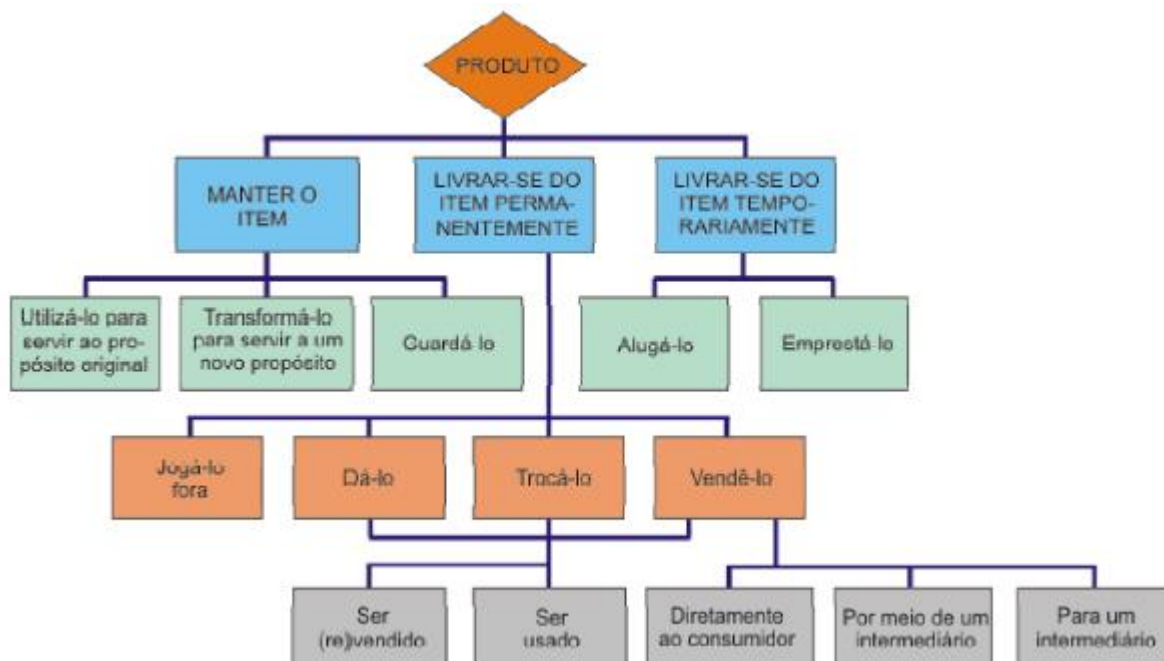 PRODUTO
MANTER O
ITEM
LIVRAR-SE DO
ITEM PERMA-
NENTEMENTE
LIVRAR-SE DO
ITEM TEMPO-
RARIAMENTE
Utilizá-lo para
servir ao pro-
pósito original
Transformá-lo
para servir a um
novo propósito
Guardá-lo
Alugá-lo
Emprestá-lo
Jogá-lo
fora
Dá-lo
Trocá-lo
Vendê-lo
Ser
(re)vendido
Ser
usado
Diretamente
ao consumidor
Por meio de um
intermediário
Para um
intermediário